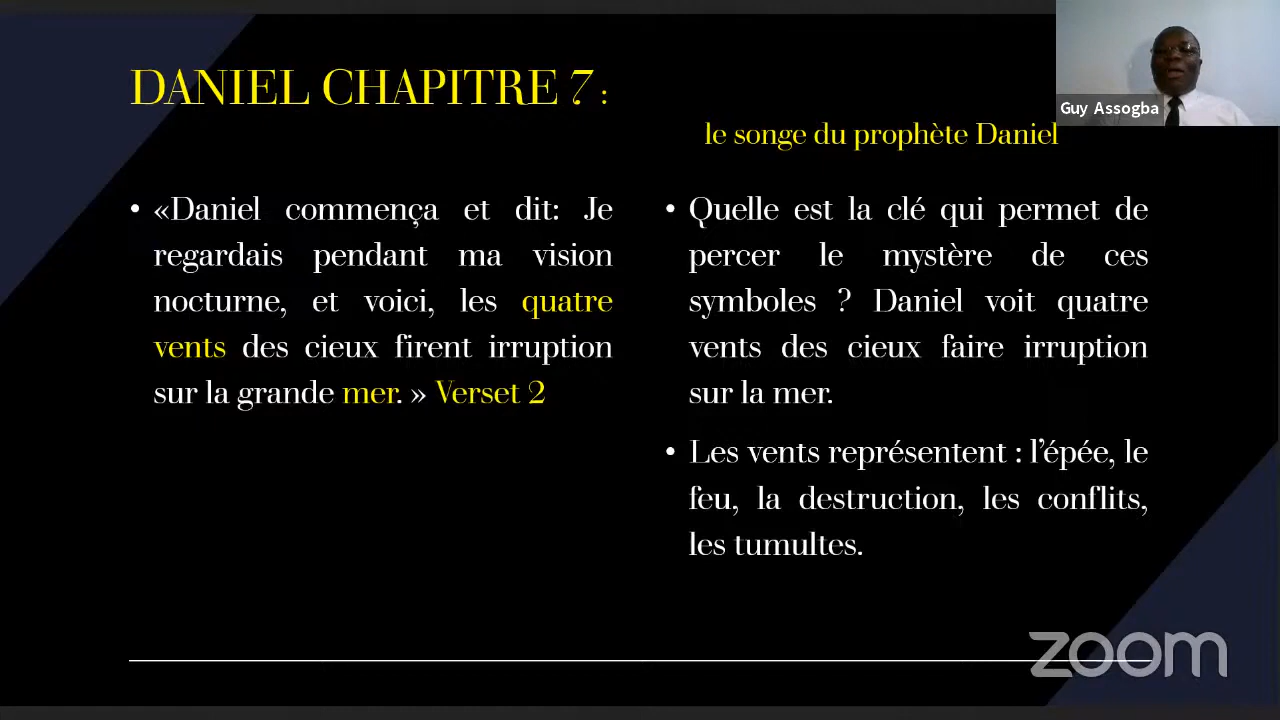 DANIEL CHAPITRE 7 :
le songe du prophète Daniel
Guy Assogba
• «Daniel commença et dit: Je
regardais pendant ma vision
nocturne, et voici, les quatre
vents des cieux firent irruption
sur la grande mer. » Verset 2
• Quelle est la clé qui permet de
percer le mystère de ces
symboles ? Daniel voit quatre
vents des cieux faire irruption
sur la mer.
• Les vents représentent : l’épée, le
feu, la destruction, les conflits,
les tumultes.
zoom